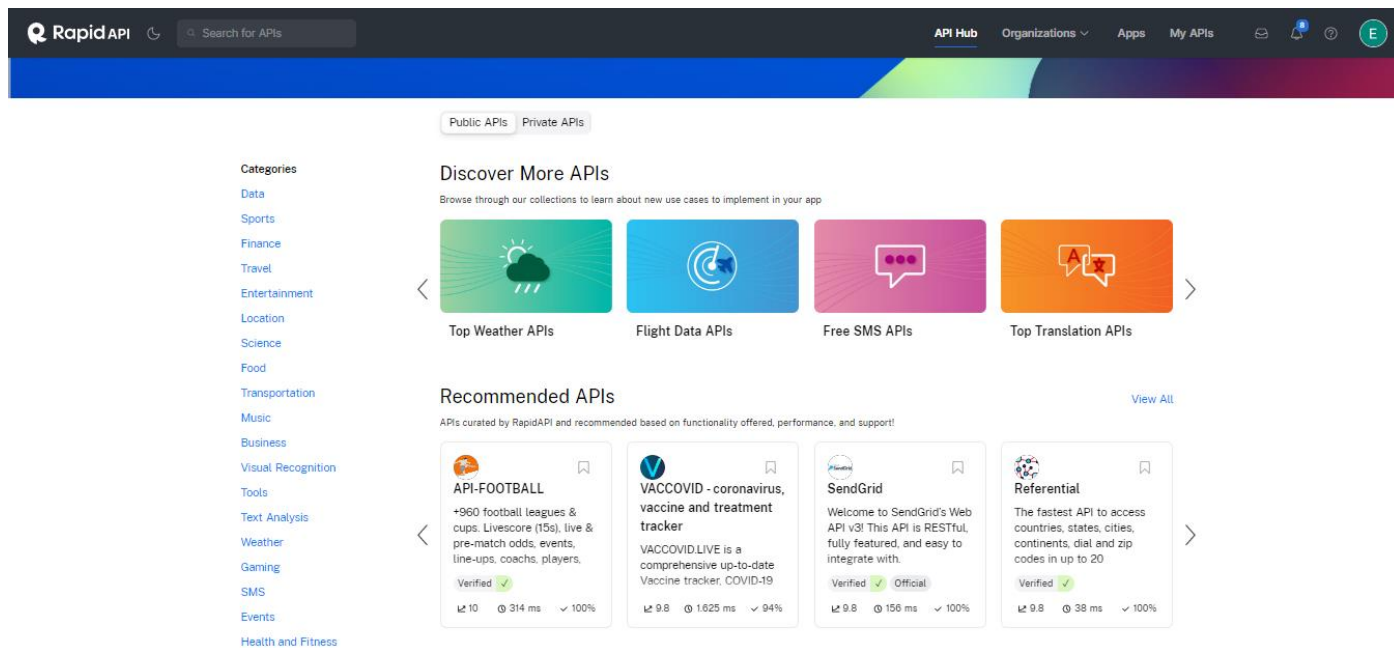 Rapid API
Search for APIs
API Hub
Organizations
Apps
My APIs
8
E
Public APIs
Private APIs
Categories
Data
Sports
Finance
Travel
Entertainment
Location
Science
Food
Transportation
Music
Business
Visual Recognition
Tools
Text Analysis
Weather
Gaming
SMS
Events
Health and Fitness
Discover More APIs
Browse through our collections to learn about new use cases to implement in your app
A 文
Top Weather APIs
Flight Data APIs
Free SMS APIs
Top Translation APIs
Recommended APIs
View All
APIs curated by RapidAPI and recommended based on functionality offered, performance, and support!
API-FOOTBALL
+960 football leagues &
cups. Livescore (15s), live &
pre-match odds, events,
line-ups, coachs, players,
Verified
10 314 ms 100%
VACCOVID - coronavirus,
vaccine and treatment
tracker
VACCOVID.LIVE is a
comprehensive up-to-date
Vaccine tracker, COVID-19
9.8 1.625 ms 94%
SendGrid
SendGrid
Welcome to SendGrid's Web
API v3! This API is RESTful,
fully featured, and easy to
integrate with.
Verified Official
9.8 156 ms 100%
Referential
The fastest API to access
countries, states, cities,
continents, dial and zip
codes in up to 20
Verified
9.8 38 ms 100%